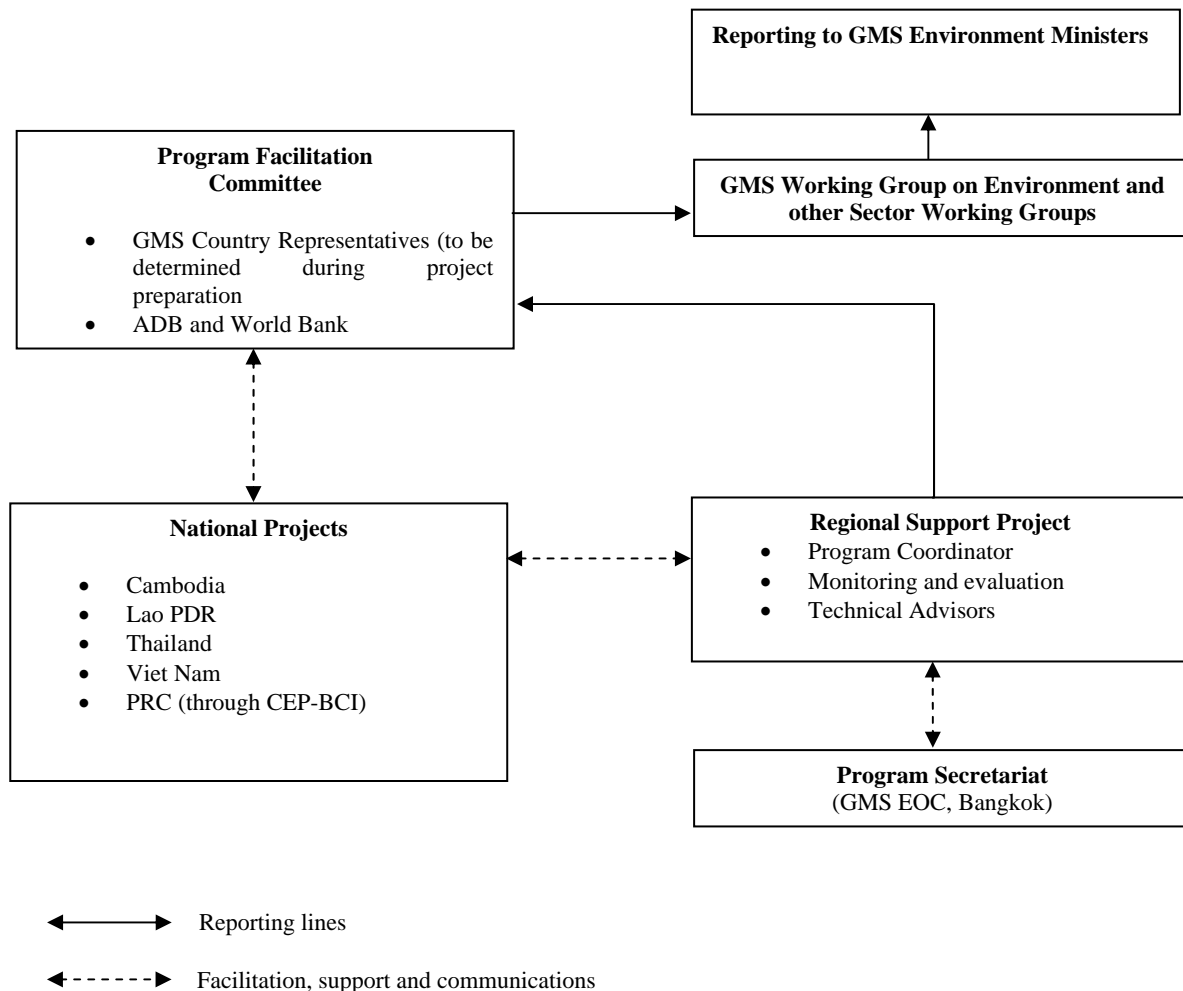 Reporting to GMS Environment Ministers
Program Facilitation
Committee
• GMS Country Representatives (to be
determined during project
preparation
• ADB and World Bank
GMS Working Group on Environment and
other Sector Working Groups
National Projects
• Cambodia
• Lao PDR
• Thailand
• Viet Nam
• PRC (through CEP-BCI)
Regional Support Project
• Program Coordinator
• Monitoring and evaluation
• Technical Advisors
Program Secretariat
(GMS EOC, Bangkok)
Reporting lines
Facilitation, support and communications